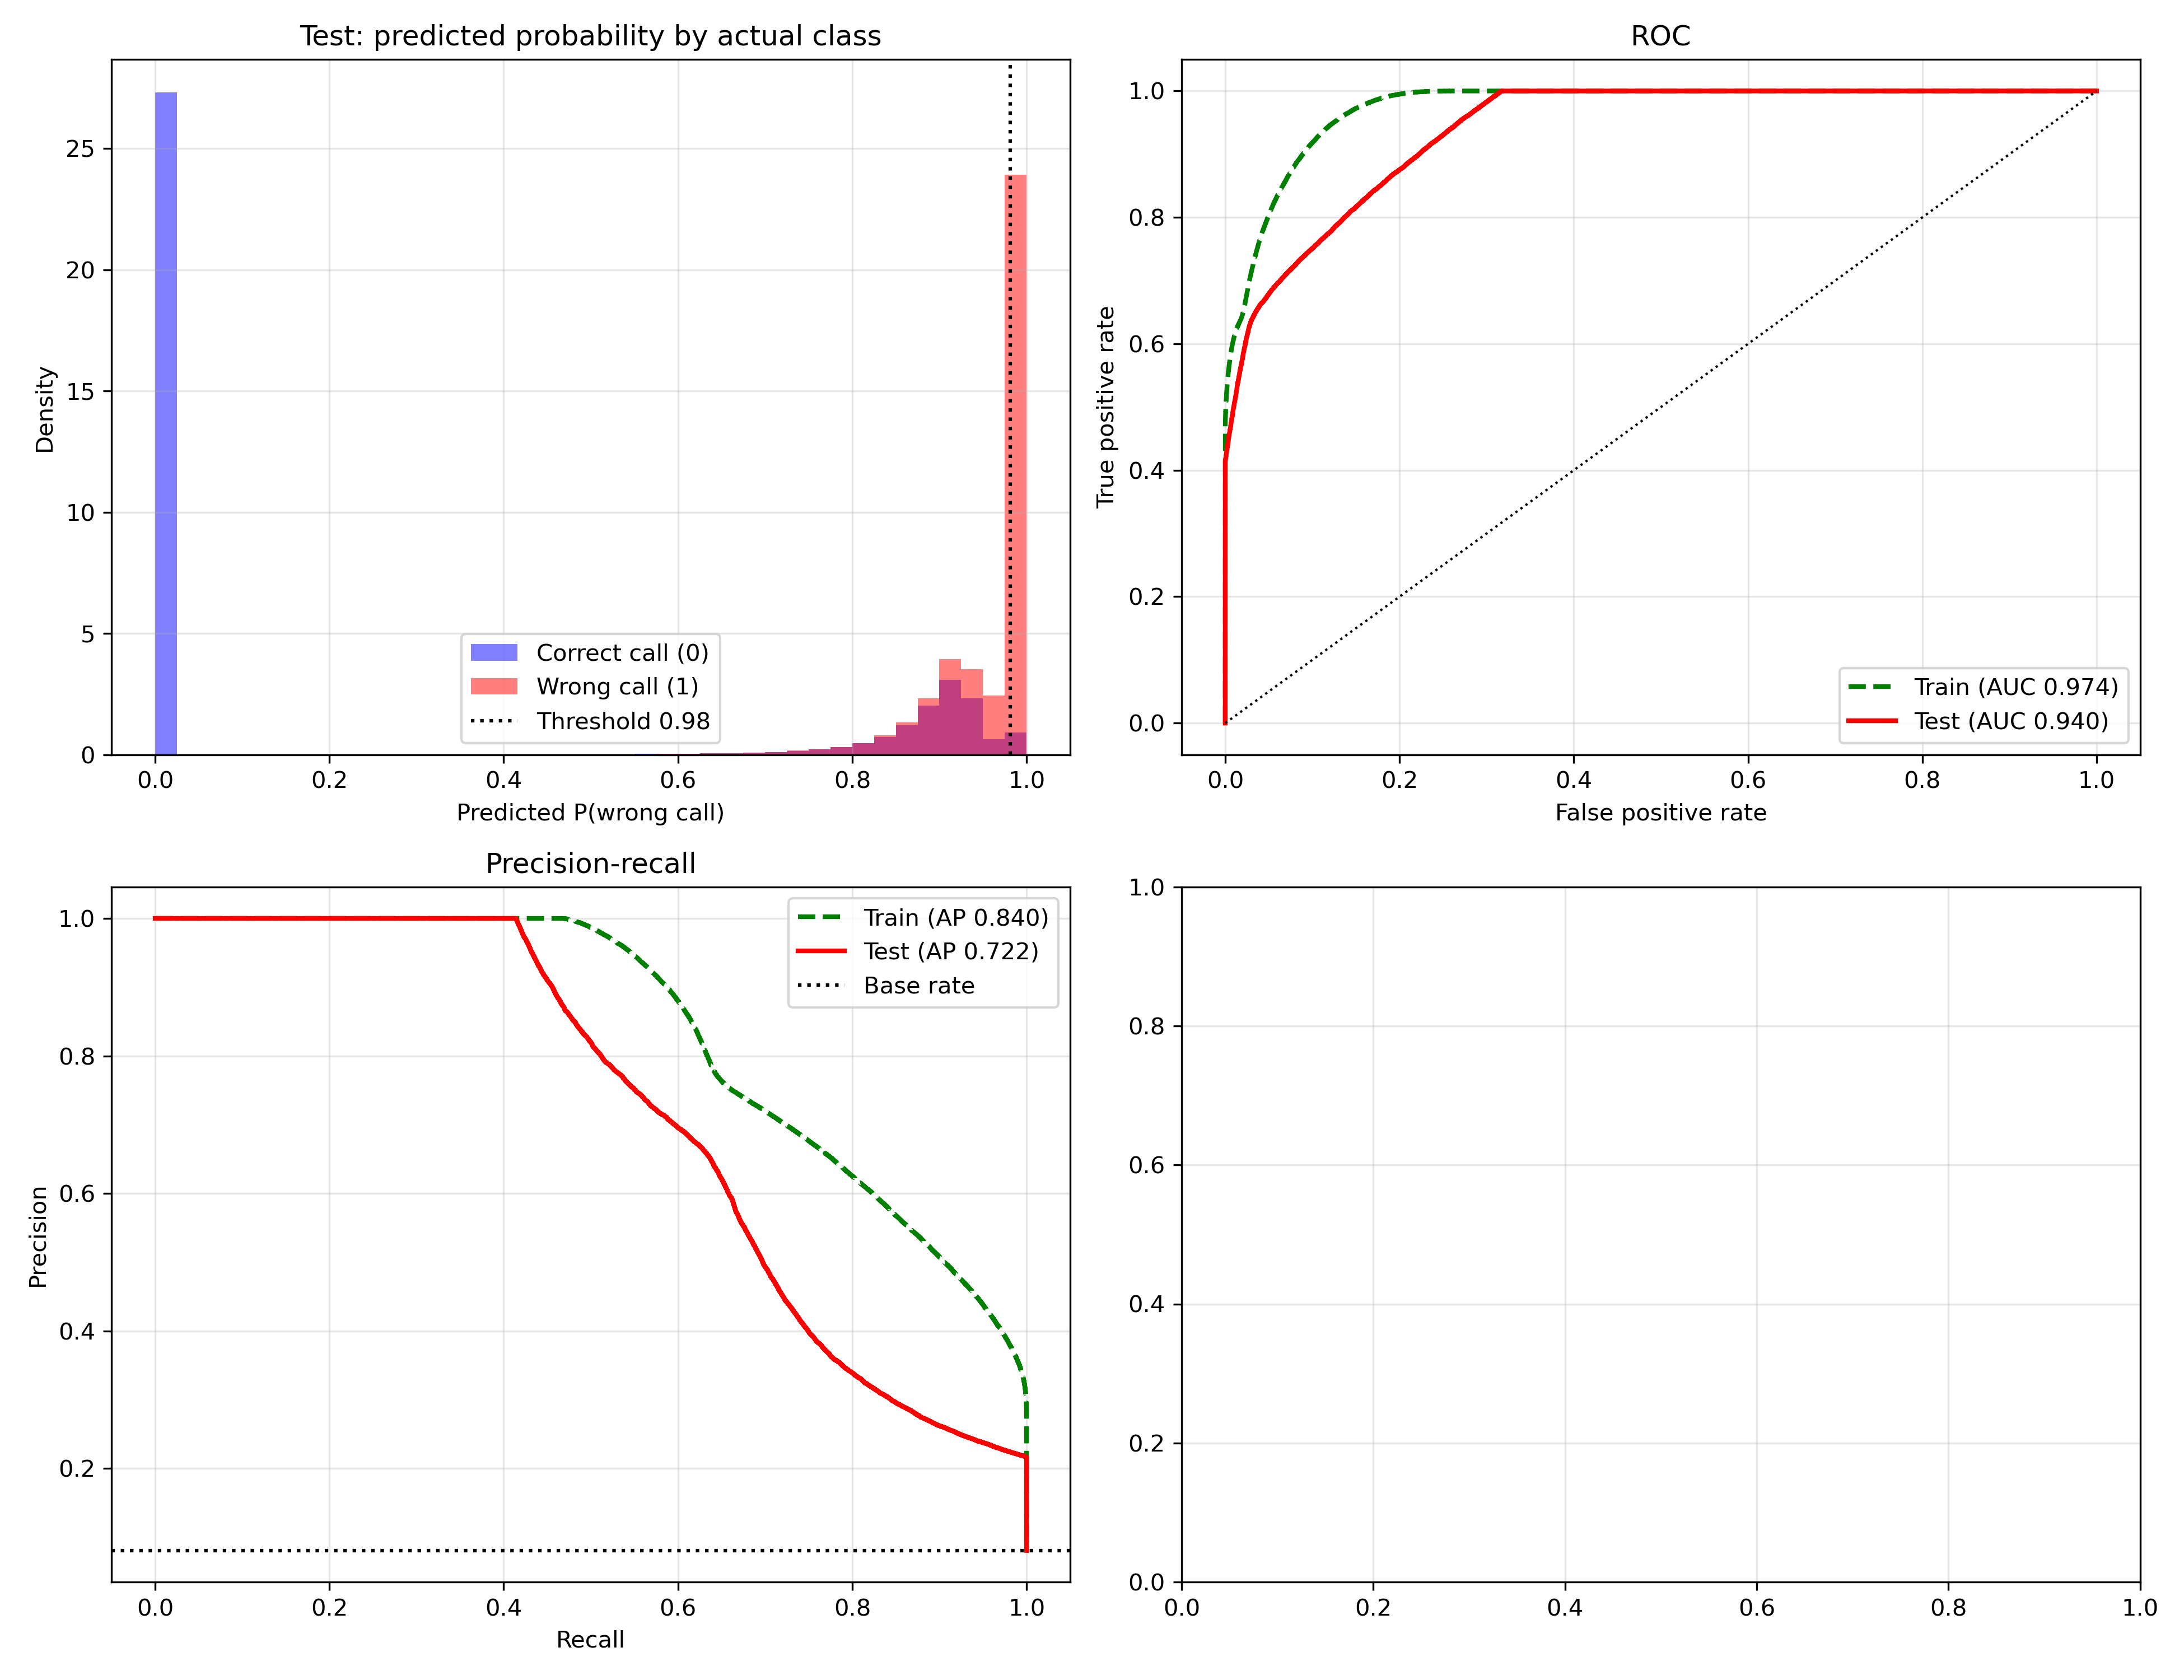 Test: predicted probability by actual class
Density
25
20
15
10
5
0
Correct call (0)
Wrong call (1)
Threshold 0.98
0.0 0.2 0.4 0.6 0.8 1.0
Predicted P(wrong call)
ROC
True positive rate
1.0
0.8
0.6
0.4
0.2
0.0
Train (AUC 0.974)
Test (AUC 0.940)
0.0 0.2 0.4 0.6 0.8 1.0
False positive rate
Precision-recall
Precision
1.0
0.8
0.6
0.4
0.2
Train (AP 0.840)
Test (AP 0.722)
Base rate
0.0 0.2 0.4 0.6 0.8 1.0
Recall
1.0
0.8
0.6
0.4
0.2
0.0
0.0 0.2 0.4 0.6 0.8 1.0